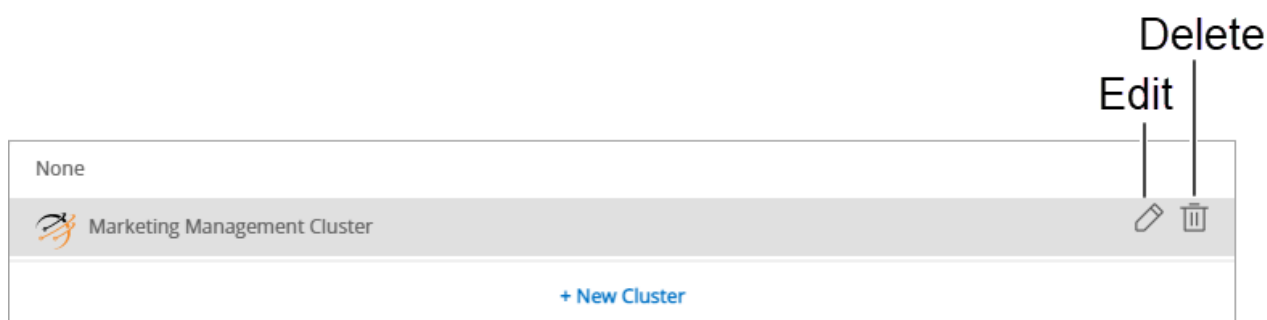 Delete
Edit
None
Marketing Management Cluster
+ New Cluster